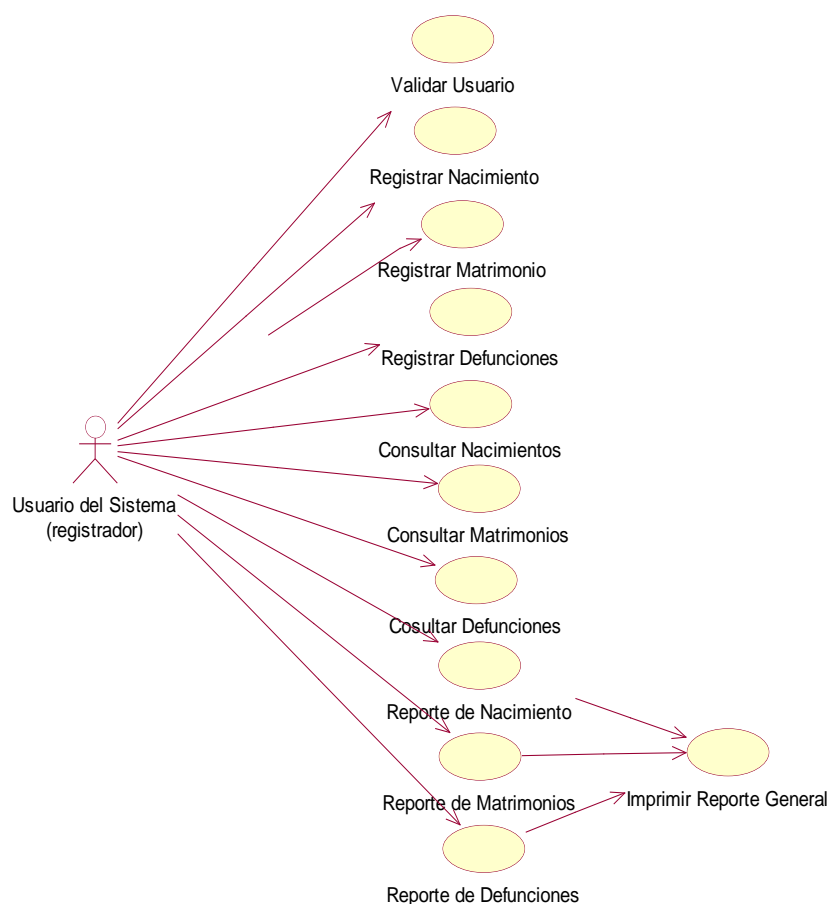 Validar Usuario
Registrar Nacimiento
Registrar Matrimonio
Registrar Defunciones
Consultar Nacimientos
Usuario del Sistema
(registrador)
Consultar Matrimonios
Cosultar Defunciones
Reporte de Nacimiento
Reporte de Matrimonios
Imprimir Reporte General
Reporte de Defunciones